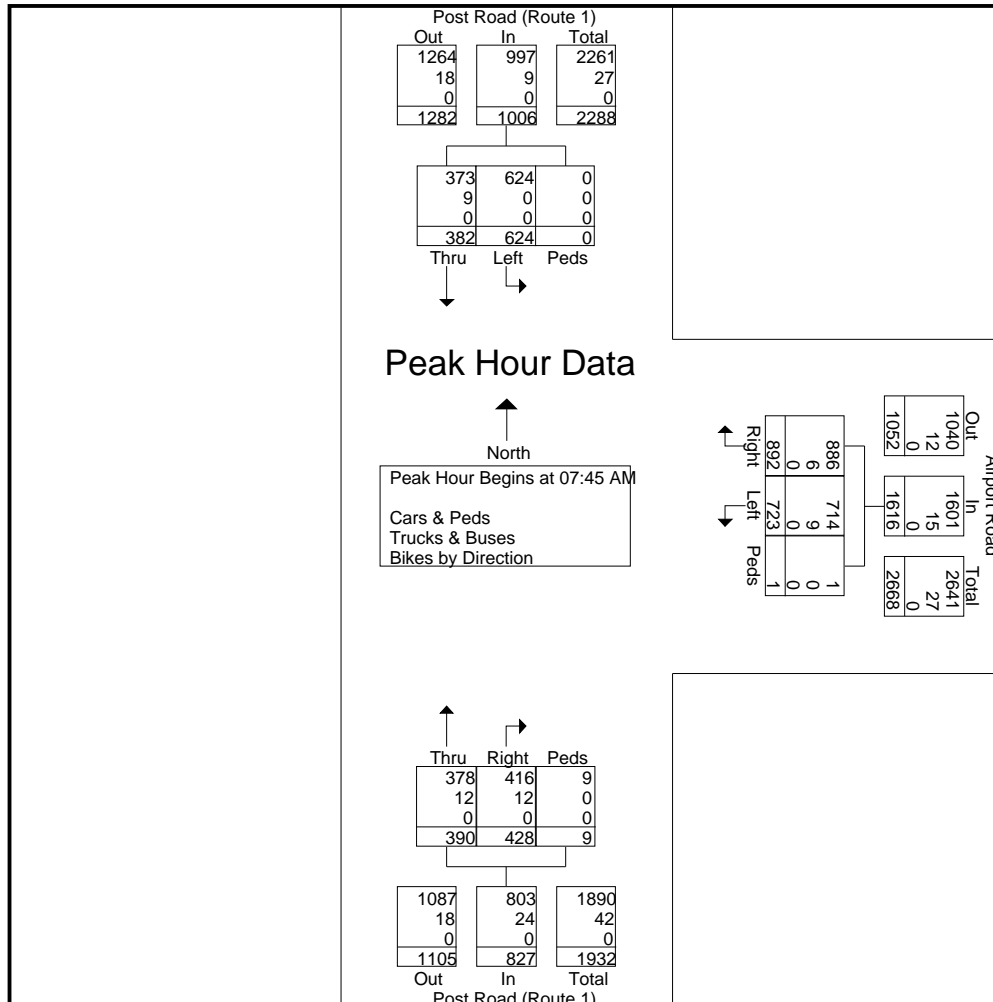 Post Road (Route 1)
Out In Total
1264 997 2261
18 9 27
0 0 0
1282 1006 2288
373 624 0
9 0 0
0 0 0
382 624 0
Thru Left Peds
Peak Hour Data
North
Peak Hour Begins at 07:45 AM
Cars & Peds
Trucks & Buses
Bikes by Direction
Airport Road
Out In Total
1040 1601 2641
12 15 27
0 0 0
1052 1616 2668
886 714 1
6 9 0
0 0 0
892 723 1
Right Left Peds
Thru Right Peds
378 416 9
12 12 0
0 0 0
390 428 9
1087 803 1890
18 24 42
0 0 0
1105 827 1932
Out In Total
Post Road (Route 1)